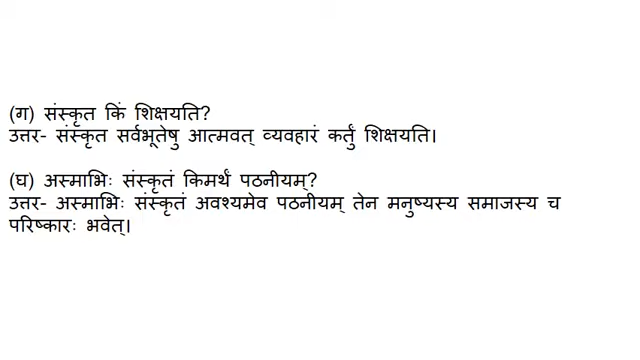 (ग) संस्कृत किं शिक्षयति?
उत्तर- संस्कृत सर्वभूतेषु आत्मवत् व्यवहारं कर्तुं शिक्षयति।
(घ) अस्माभिः संस्कृतं किमर्थं पठनीयम्?
उत्तर- अस्माभिः संस्कृतं अवश्यमेव पठनीयम् तेन मनुष्यस्य समाजस्य च
परिष्कारः भवेत्।